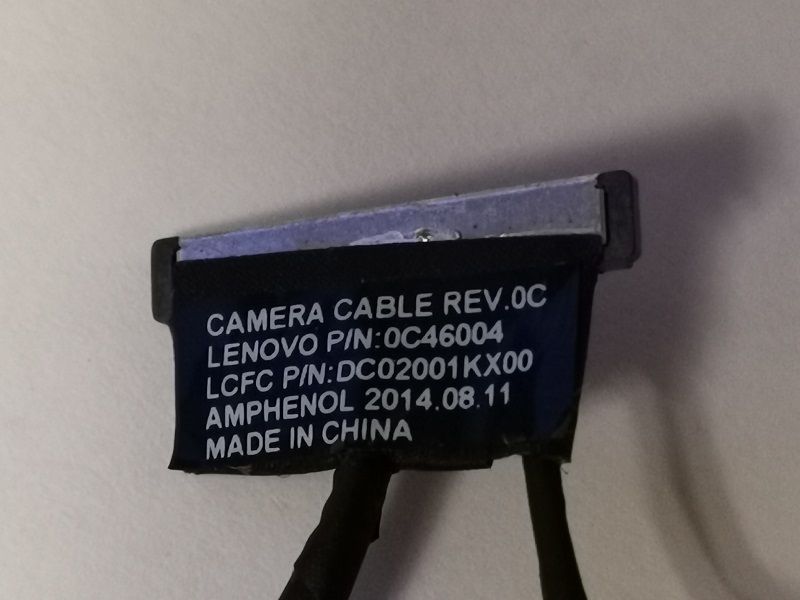 CAMERA CABLE REV.0C
LENOVO P/N:0C46004
LCFC P/N:DC02001KX00
AMPHENOL 2014.08.11
MADE IN CHINA